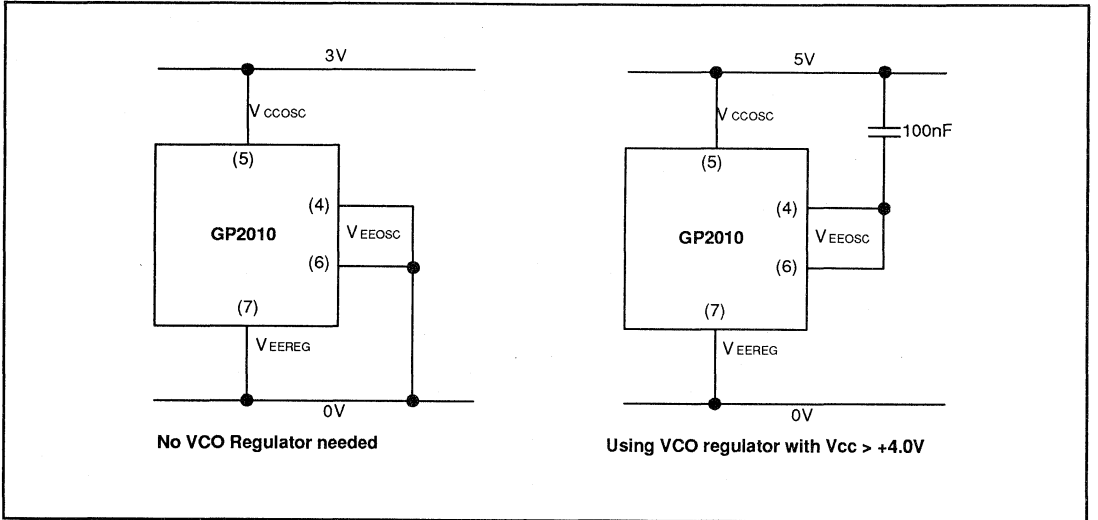 3V
V CCOSC
(5)
(4)
GP2010
V EEOSC
(6)
(7)
V EEREG
0V
No VCO Regulator needed
5V
V CCOSC
100nF
(5)
(4)
GP2010
V EEOSC
(6)
(7)
V EEREG
0V
Using VCO regulator with Vcc > +4.0V